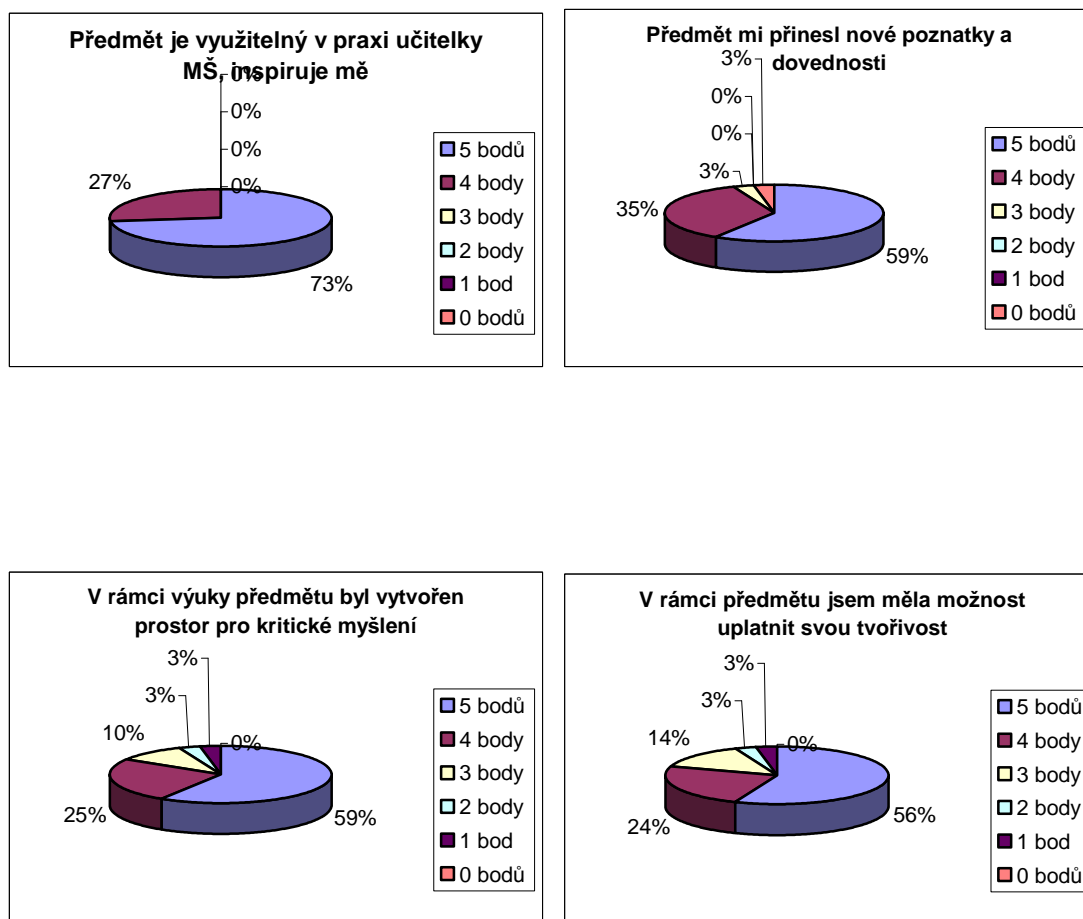 Předmět je využitelný v praxi učitelky
MŠ, inspiruje mě
0%
0%
0%
0%
27%
73%
5 bodů
4 body
3 body
2 body
1 bod
0 bodů
Předmět mi přinesl nové poznatky a
dovednosti
3%
0%
0%
3%
35%
59%
5 bodů
4 body
3 body
2 body
1 bod
0 bodů
V rámci výuky předmětu byl vytvořen
prostor pro kritické myšlení
3%
3%
10%
0%
25%
59%
5 bodů
4 body
3 body
2 body
1 bod
0 bodů
V rámci předmětu jsem měla možnost
uplatnit svou tvořivost
3%
3%
14%
0%
24%
56%
5 bodů
4 body
3 body
2 body
1 bod
0 bodů